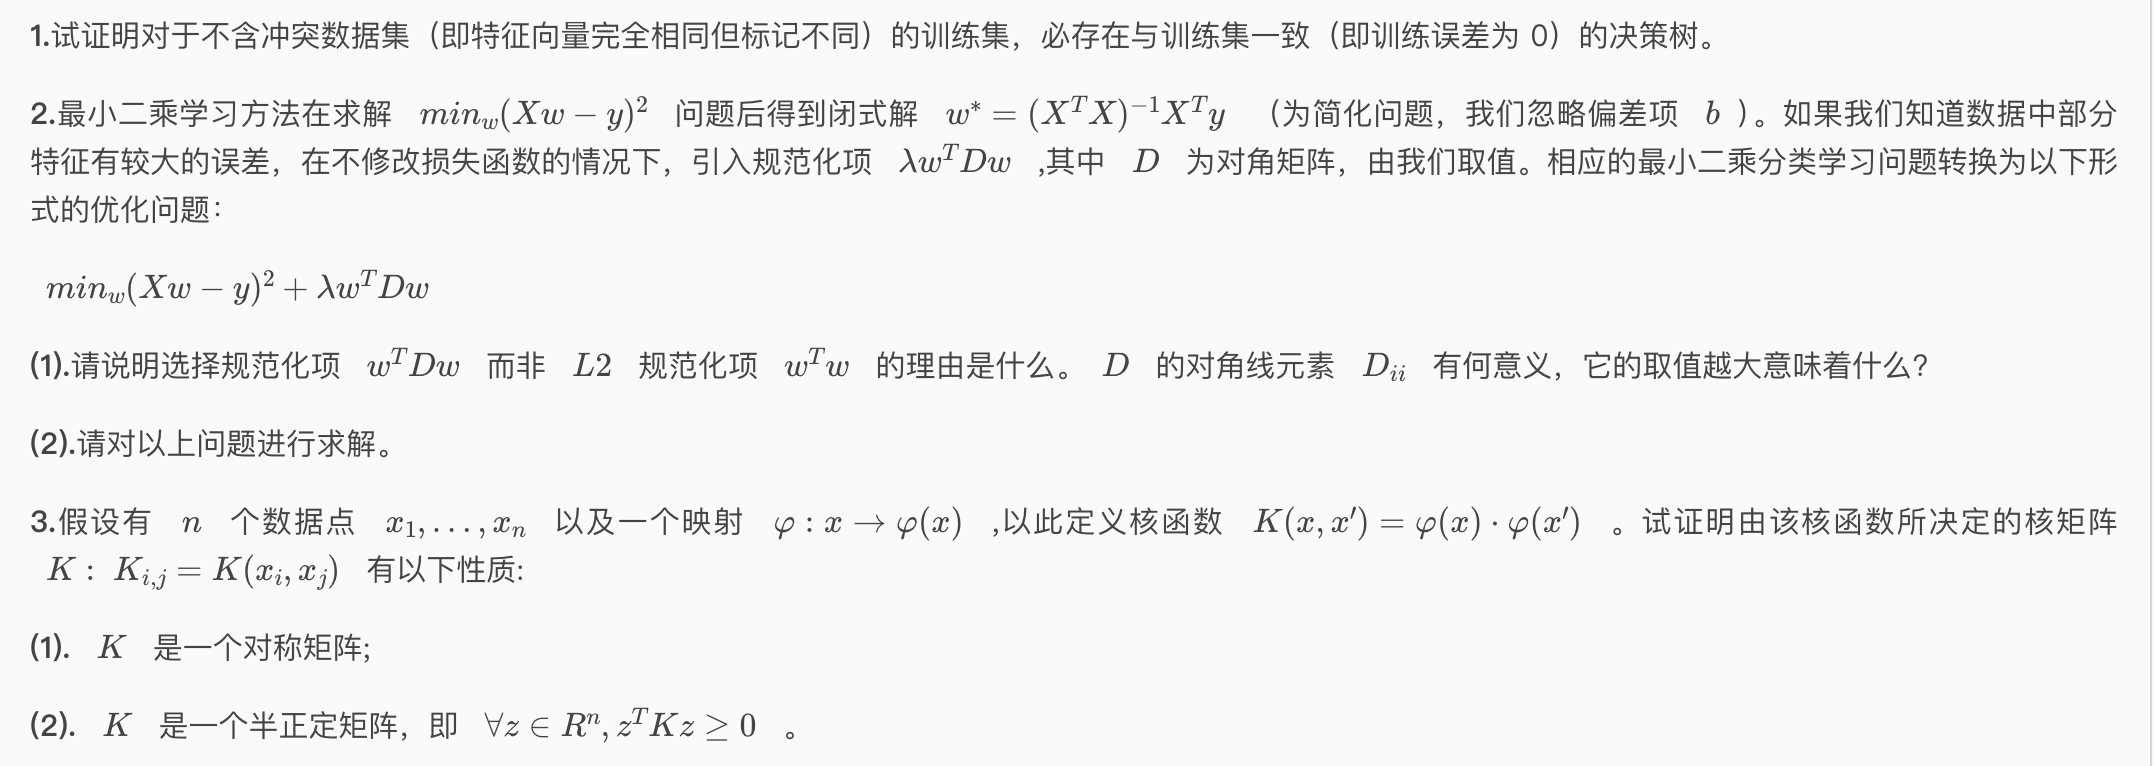 1.试证明对于不含冲突数据集（即特征向量完全相同但标记不同）的训练集，必存在与训练集一致（即训练误差为 0）的决策树。
2.最小二乘学习方法在求解 $min_w(Xw-y)^2$ 问题后得到闭式解 $w^*=(X^TX)^{-1}X^Ty$ （为简化问题，我们忽略偏差项 $b$ ）。如果我们知道数据中部分
特征有较大的误差，在不修改损失函数的情况下，引入规范化项 $\lambda w^TDw$ ,其中 $D$ 为对角矩阵，由我们取值。相应的最小二乘分类学习问题转换为以下形
式的优化问题：
$min_w(Xw-y)^2+\lambda w^TDw$
(1).请说明选择规范化项 $w^TDw$ 而非 $L2$ 规范化项 $w^Tw$ 的理由是什么。 $D$ 的对角线元素 $D_{ii}$ 有何意义，它的取值越大意味着什么？
(2).请对以上问题进行求解。
3.假设有 $n$ 个数据点 $x_1,\ldots,x_n$ 以及一个映射 $\varphi:x\to\varphi(x)$ ,以此定义核函数 $K(x,x')=\varphi(x)\cdot\varphi(x')$ 。试证明由该核函数所决定的核矩阵
$K:K_{i,j}=K(x_i,x_j)$ 有以下性质:
(1). $K$ 是一个对称矩阵;
(2). $K$ 是一个半正定矩阵，即 $\forall z\in R^n,z^TKz\geq 0$ 。